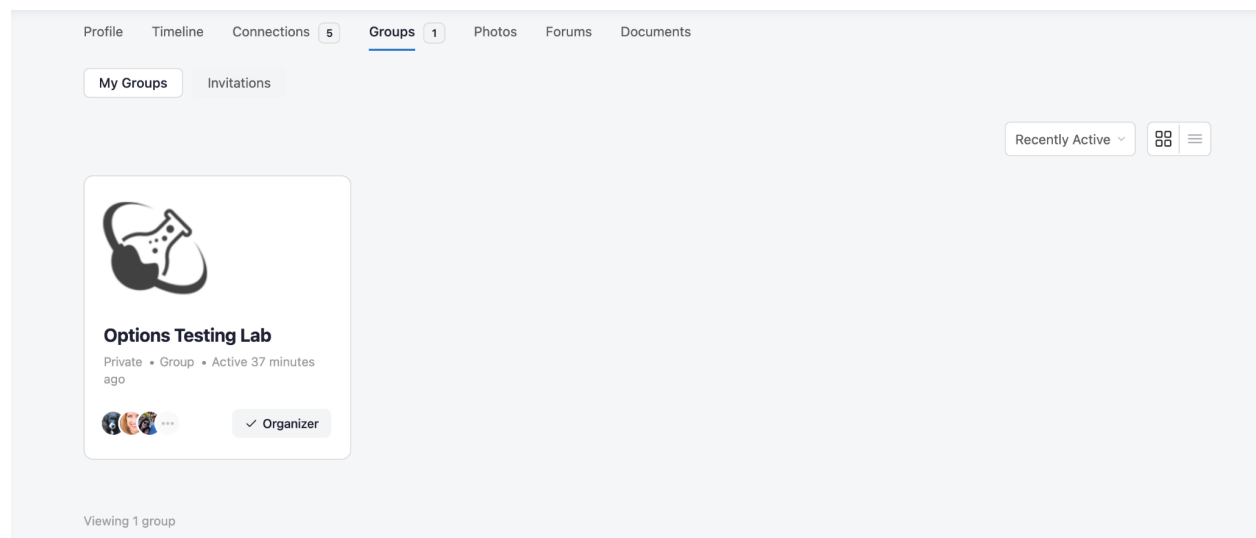 Profile Timeline Connections 5 Groups 1 Photos Forums Documents
My Groups Invitations
Recently Active
Options Testing Lab
Private • Group • Active 37 minutes
ago
Organizer
Viewing 1 group